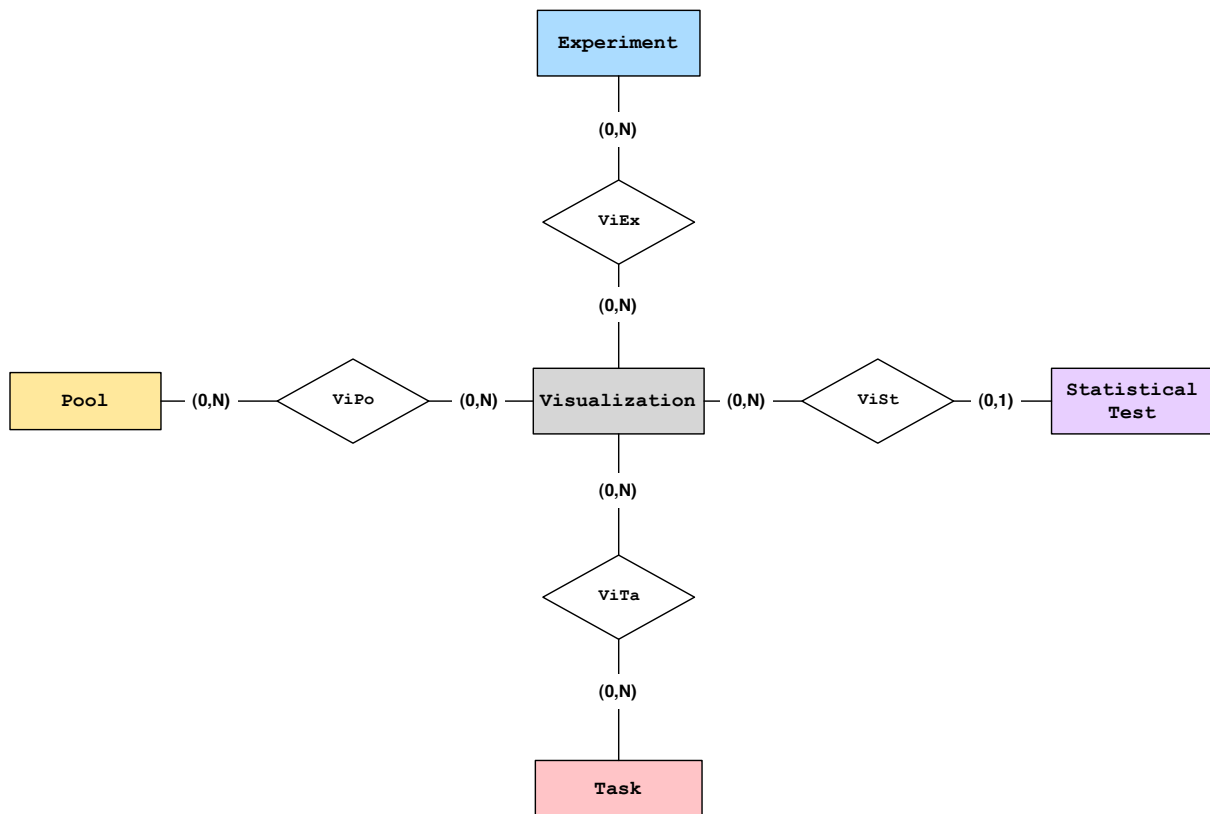 Experiment
(0,N)
ViEx
(0,N)
Pool
(0,N)
ViPo
(0,N)
Visualization
(0,N)
ViSt
(0,1)
Statistical
Test
(0,N)
ViTa
(0,N)
Task